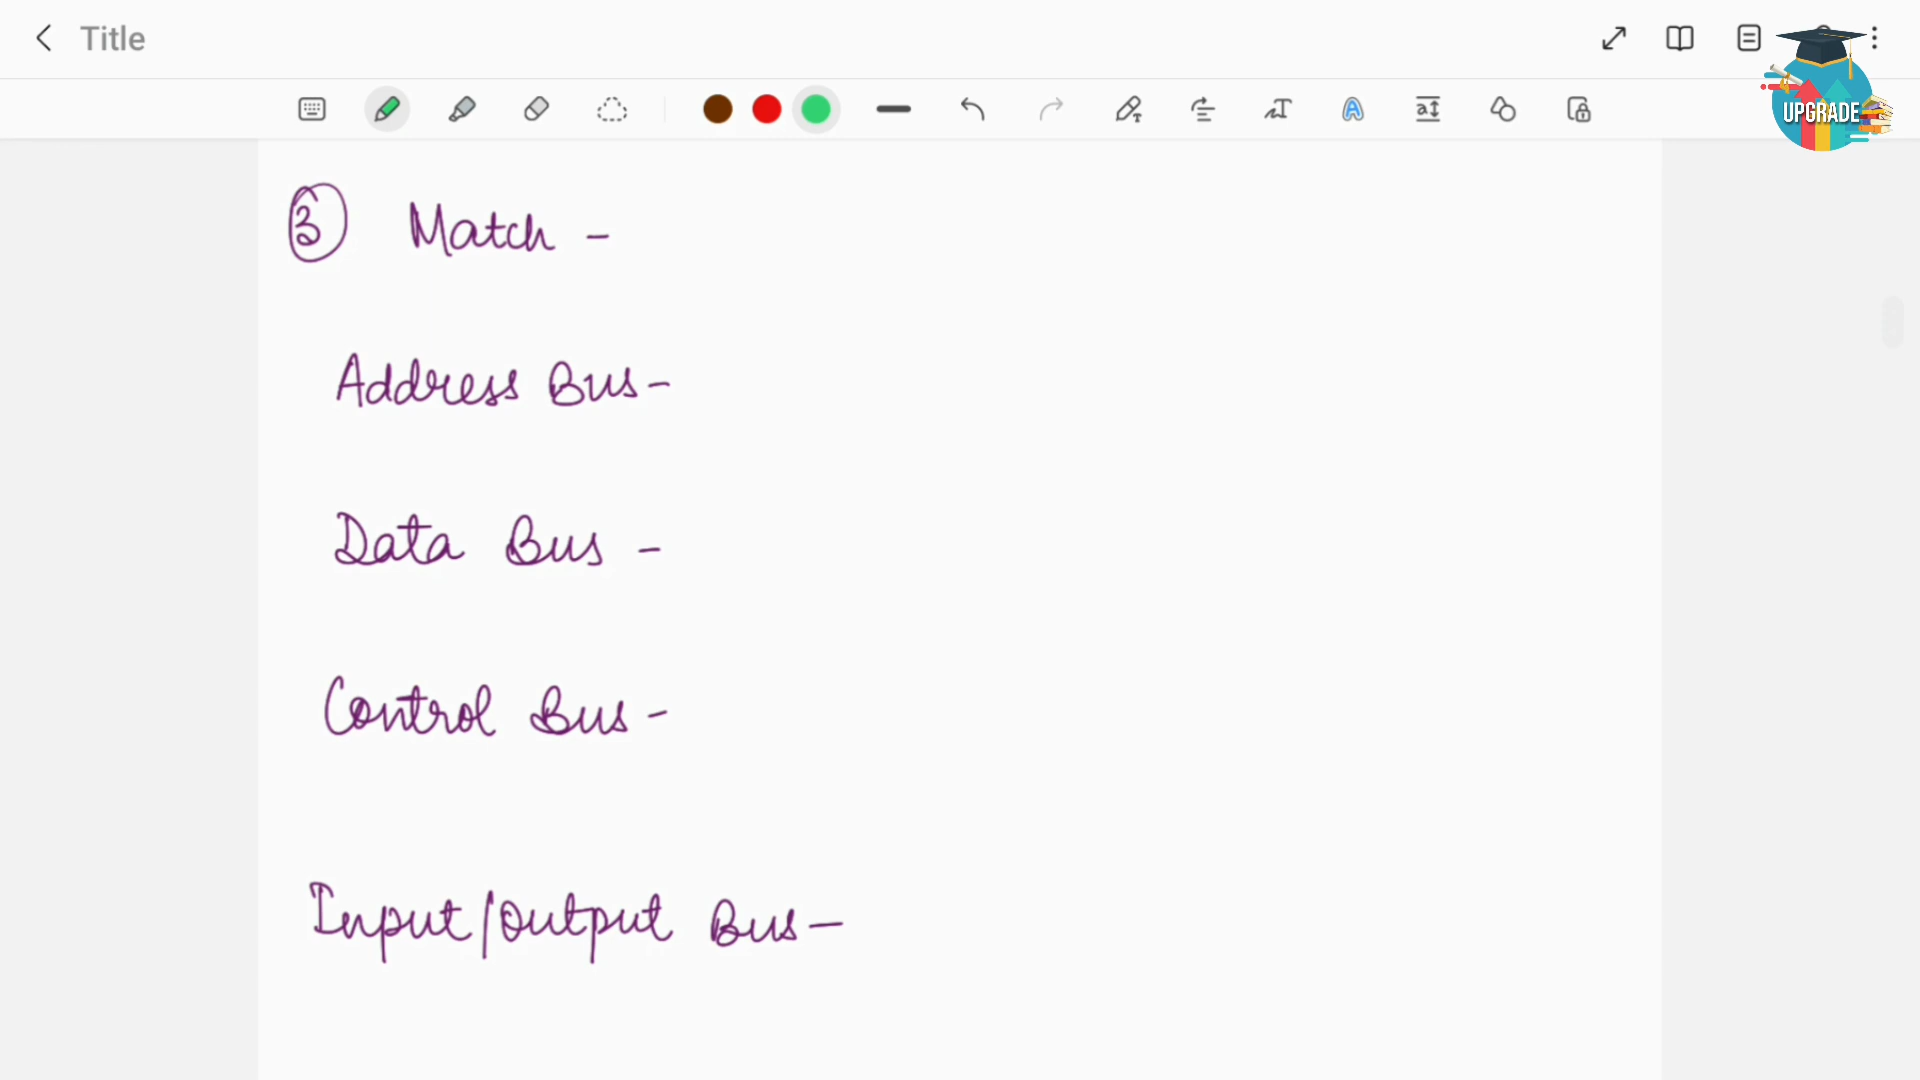 Title
UPGRADE
③ Match -
Address Bus -
Data Bus -
Control Bus -
Input/Output Bus -